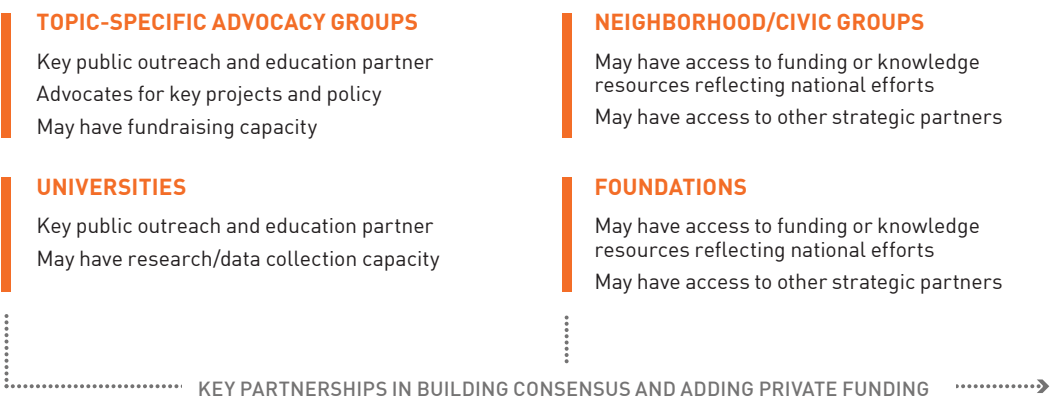 TOPIC-SPECIFIC ADVOCACY GROUPS
Key public outreach and education partner
Advocates for key projects and policy
May have fundraising capacity
NEIGHBORHOOD/CIVIC GROUPS
May have access to funding or knowledge
resources reflecting national efforts
May have access to other strategic partners
UNIVERSITIES
Key public outreach and education partner
May have research/data collection capacity
FOUNDATIONS
May have access to funding or knowledge
resources reflecting national efforts
May have access to other strategic partners
KEY PARTNERSHIPS IN BUILDING CONSENSUS AND ADDING PRIVATE FUNDING